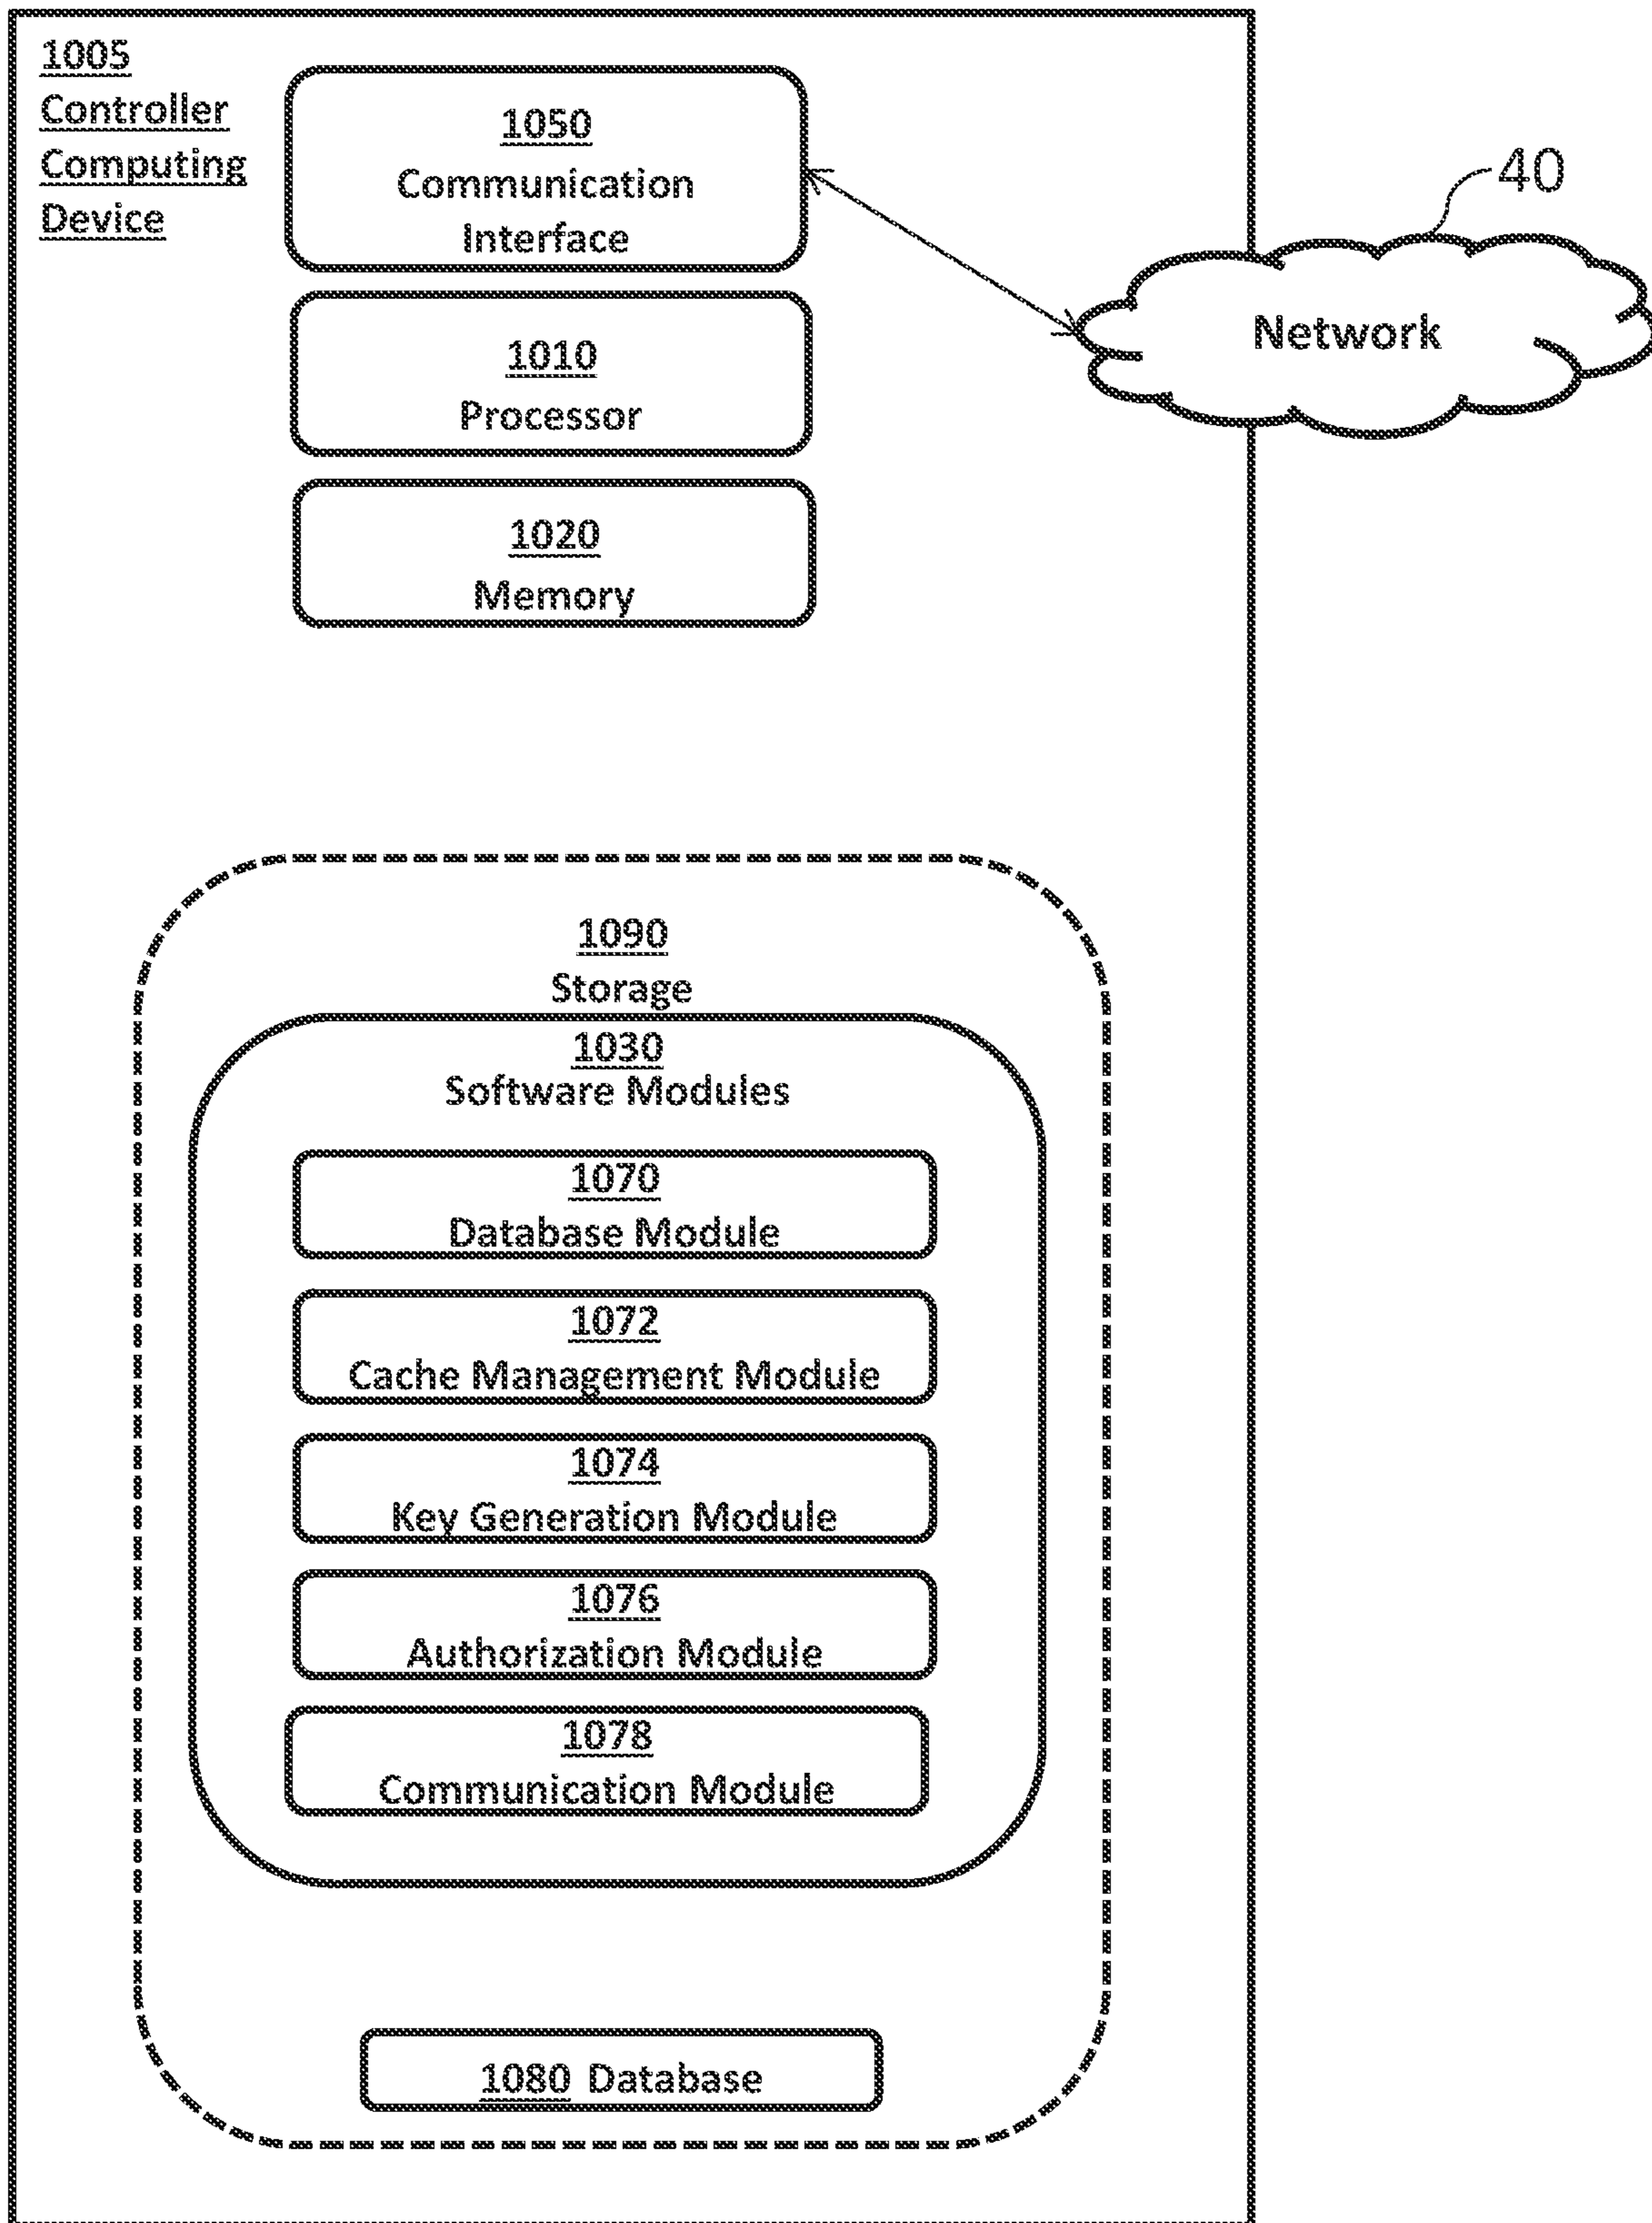 1005
Controller
Computing
Device
1050
Communication
Interface
40
Network
1010
Processor
1020
Memory
1090
Storage
1030
Software Modules
1070
Database Module
1072
Cache Management Module
1074
Key Generation Module
1076
Authorization Module
1078
Communication Module
1080 Database